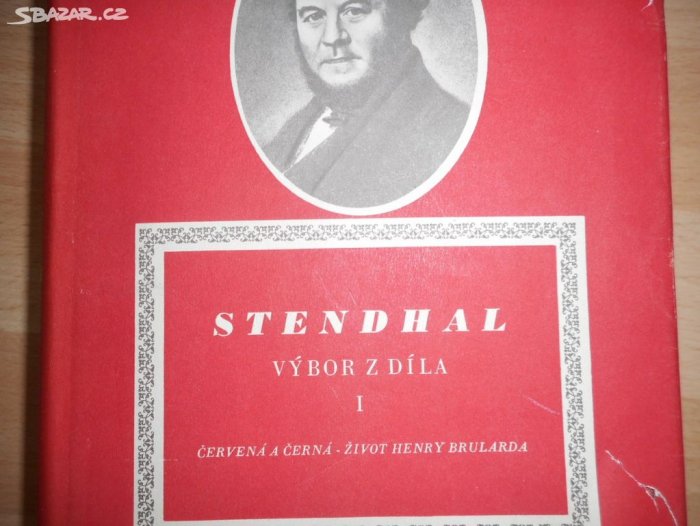 SBAZAR.CZ
STENDHAL
VÝBOR Z DÍLA
I
ČERVENÁ A ČERNÁ - ŽIVOT HENRY BRULARDA